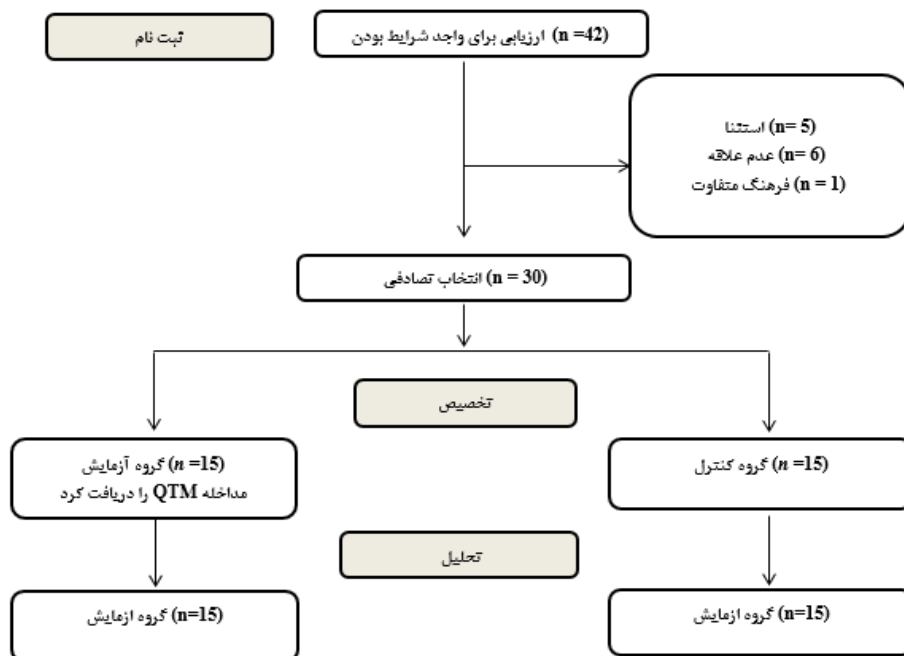 ثبت نام
(n =42) ارزیابی برای واجد شرایط بودن
(n= 5) استثنا
(n= 6) عدم علاقه
(n = 1) فرهنگ متفاوت
(n = 30) انتخاب تصادفی
تخصیص
(n =15) گروه آزمایش
مداخله QTM را دریافت کرد
(n =15) گروه کنترل
تحلیل
(n=15) گروه ازمایش
(n=15) گروه ازمایش